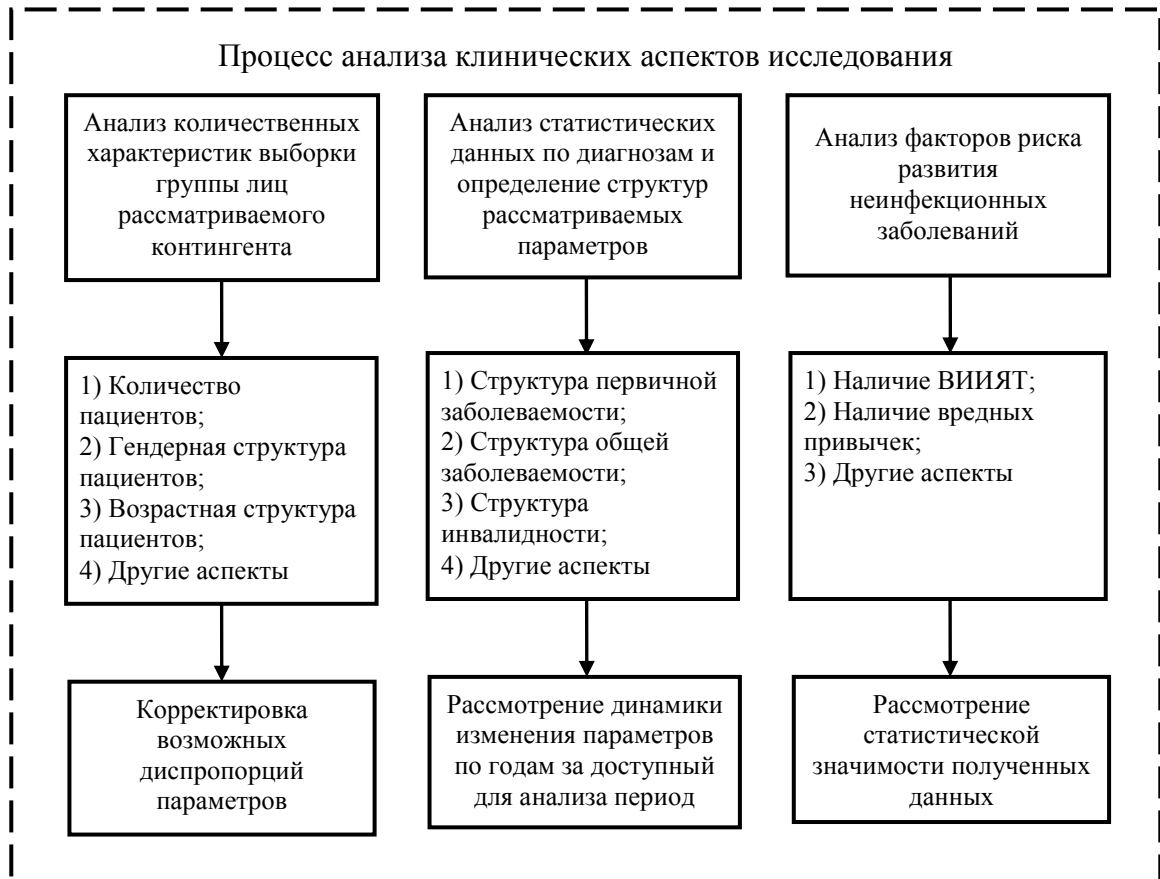 Процесс анализа клинических аспектов исследования
Анализ количественных
характеристик выборки
группы лиц
рассматриваемого
контингента
Анализ статистических
данных по диагнозам и
определение структур
рассматриваемых
параметров
Анализ факторов риска
развития
неинфекционных
заболеваний
1) Количество
пациентов;
2) Гендерная структура
пациентов;
3) Возрастная структура
пациентов;
4) Другие аспекты
1) Структура первичной
заболеваемости;
2) Структура общей
заболеваемости;
3) Структура
инвалидности;
4) Другие аспекты
1) Наличие ВИИЯТ;
2) Наличие вредных
привычек;
3) Другие аспекты
Корректировка
возможных
диспропорций
параметров
Рассмотрение динамики
изменения параметров
по годам за доступный
для анализа период
Рассмотрение
статистической
значимости полученных
данных